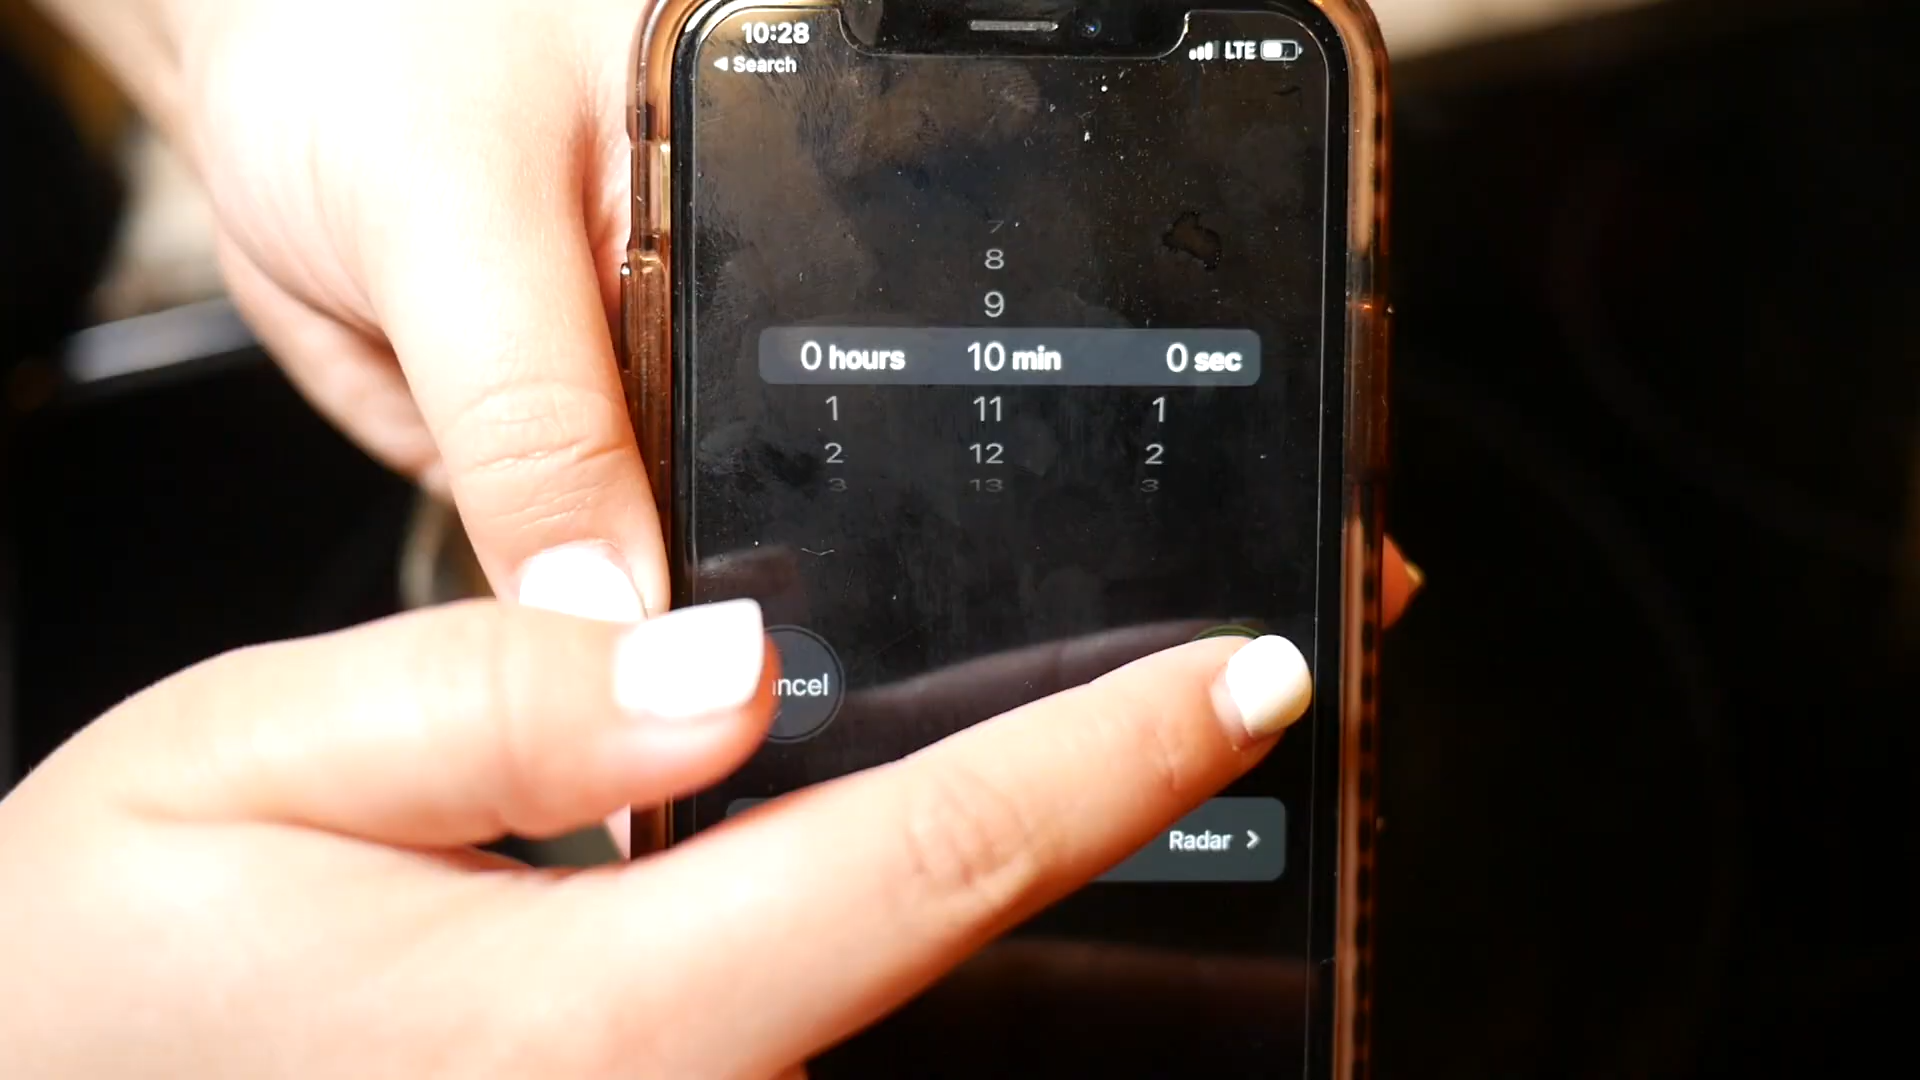 10:28
LTE
◀ Search
7
8
9
0 hours 10 min 0 sec
1 11 1
2 12 2
3 13 3
ncel
Radar >